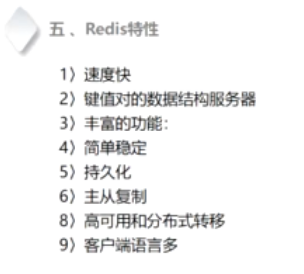 五 、Redis特性
1）速度快
2）键值对的数据结构服务器
3）丰富的功能：
4）简单稳定
5）持久化
6）主从复制
8）高可用和分布式转移
9）客户端语言多